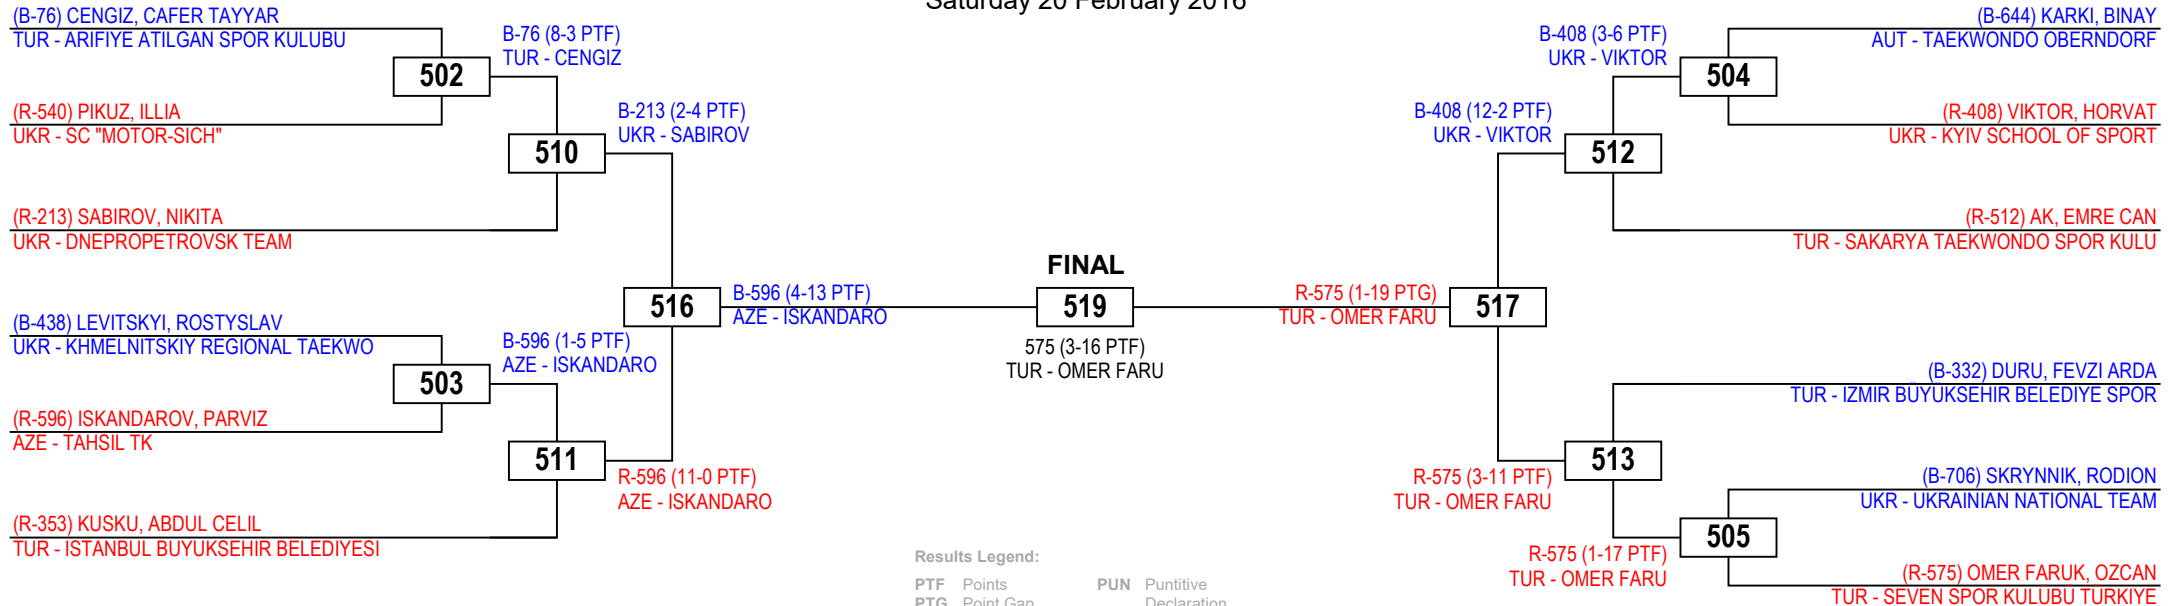 Saturday 20 February 2016
(B-76) CENGIZ, CAFER TAYYAR
TUR - ARIFIYE ATILGAN SPOR KULUBU
502
B-76 (8-3 PTF)
TUR - CENGIZ
(R-540) PIKUZ, ILLIA
UKR - SC "MOTOR-SICH"
510
B-213 (2-4 PTF)
UKR - SABIROV
(R-213) SABIROV, NIKITA
UKR - DNEPROPETROVSK TEAM
516
B-596 (4-13 PTF)
AZE - ISKANDARO
(B-438) LEVITSKYI, ROSTYSLAV
UKR - KHMELNITSKIY REGIONAL TAEKWO
503
B-596 (1-5 PTF)
AZE - ISKANDARO
(R-596) ISKANDAROV, PARVIZ
AZE - TAHSIL TK
511
R-596 (11-0 PTF)
AZE - ISKANDARO
(R-353) KUSKU, ABDUL CELIL
TUR - ISTANBUL BUYUKSEHIR BELEDIYESI
FINAL
519
575 (3-16 PTF)
TUR - OMER FARU
B-408 (3-6 PTF)
UKR - VIKTOR
504
(B-644) KARKI, BINAY
AUT - TAEKWONDO OBERNDORF
B-408 (12-2 PTF)
UKR - VIKTOR
512
(R-408) VIKTOR, HORVAT
UKR - KYIV SCHOOL OF SPORT
(R-512) AK, EMRE CAN
TUR - SAKARYA TAEKWONDO SPOR KULÜ
R-575 (1-19 PTG)
TUR - OMER FARU
517
(B-332) DURU, FEVZI ARDA
TUR - IZMIR BÜYÜKSEHIR BELEDIYE SPOR
R-575 (3-11 PTF)
TUR - OMER FARU
513
(B-706) SKRYNNIK, RODION
UKR - UKRAINIAN NATIONAL TEAM
R-575 (1-17 PTF)
TUR - OMER FARU
505
(R-575) OMER FARUK, OZCAN
TUR - SEVEN SPOR KULÜBÜ TÜRKIYE
Results Legend:
PTF Points PUN Puntitive
PTG Point Gap Declaration